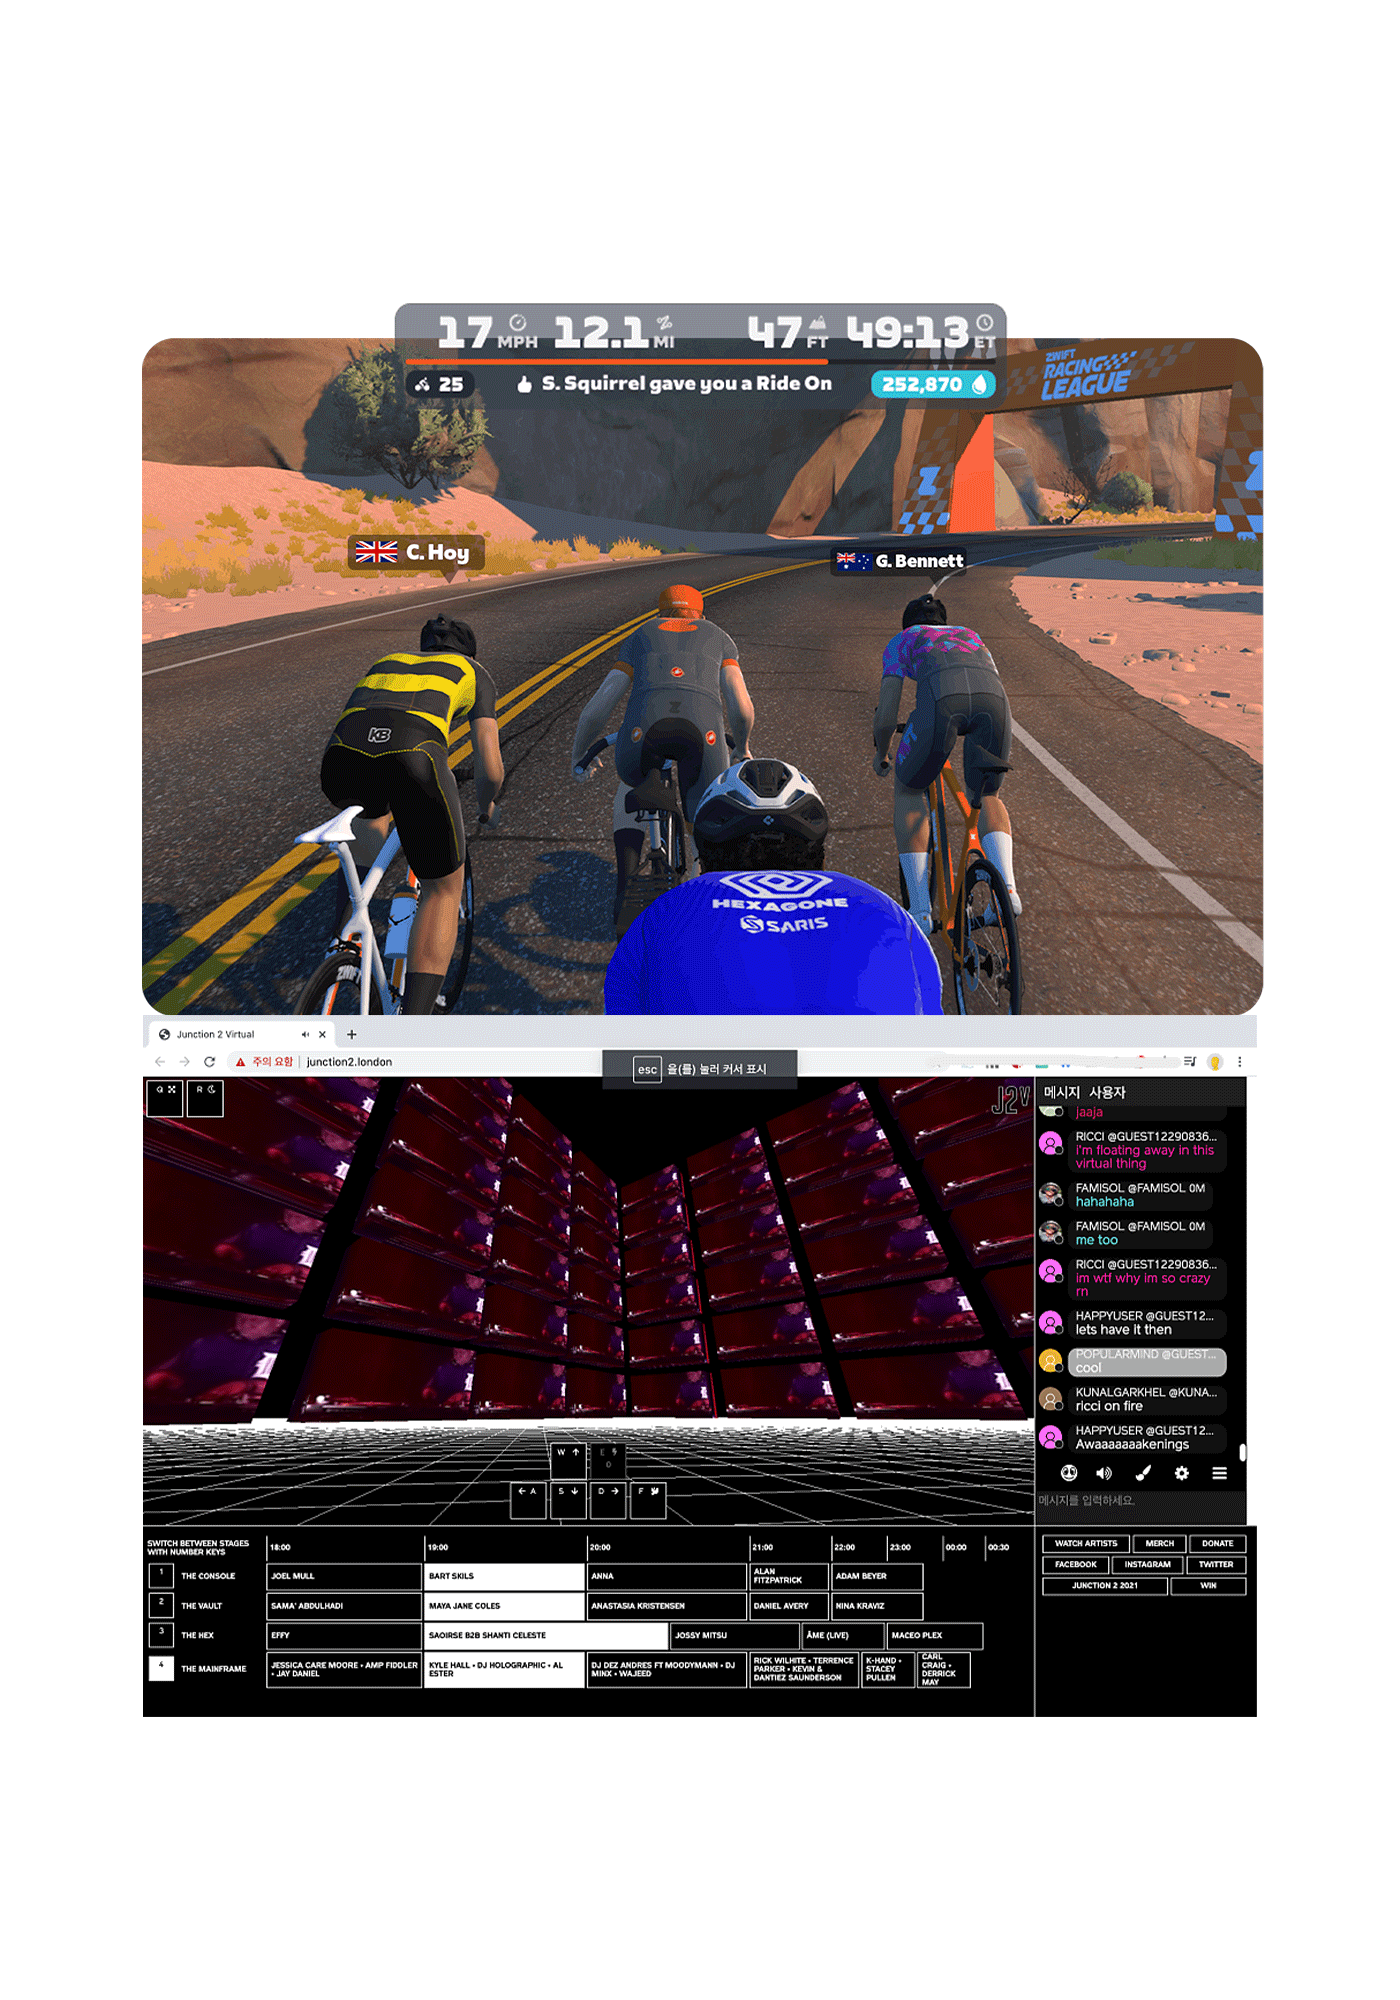 17 MPH 12.1 MI 47 FT 49:13 ET
25 S. Squirrel gave you a Ride On 252,870
ZWIFT
RACING
LEAGUE
Z
C. Hoy
G. Bennett
KB
HEXAGONE
SARIS
ZWIFT
Junction 2 Virtual
주의 요함 junction2.london
esc 을(를) 눌러 커서 표시
Q R
J2V
메시지 사용자
jaaja
RICCI @GUEST12290836...
i'm floating away in this
virtual thing
FAMISOL @FAMISOL 0M
hahahaha
FAMISOL @FAMISOL 0M
me too
RICCI @GUEST12290836...
im wtf why im so crazy
rn
HAPPYUSER @GUEST12...
lets have it then
POPULARMIND @GUEST...
cool
KUNALGARKHEL @KUNA...
ricci on fire
HAPPYUSER @GUEST12...
Awaaaaaaakenings
메시지를 입력하세요.
W E
0
A S D F
SWITCH BETWEEN STAGES
WITH NUMBER KEYS
18:00 19:00 20:00 21:00 22:00 23:00 00:00 00:30
1 THE CONSOLE JOEL MULL BART SKILS ANNA ALAN FITZPATRICK ADAM BEYER
2 THE VAULT SAMA' ABDULHADI MAYA JANE COLES ANASTASIA KRISTENSEN DANIEL AVERY NINA KRAVIZ
3 THE HEX EFFY SAOIRSE B2B SHANTI CELESTE JOSSY MITSU ÂME (LIVE) MACEO PLEX
4 THE MAINFRAME
JESSICA CARE MOORE • AMP FIDDLER
• JAY DANIEL
KYLE HALL • DJ HOLOGRAPHIC • AL
ESTER
DJ DEZ ANDRES FT MOODYMANN • DJ
MINX • WAJEED
RICK WILHITE • TERRENCE
PARKER • KEVIN &
DANTIEZ SAUNDERSON
K-HAND •
STACEY
PULLEN
CARL
CRAIG •
DERRICK
MAY
WATCH ARTISTS MERCH DONATE
FACEBOOK INSTAGRAM TWITTER
JUNCTION 2 2021 WIN